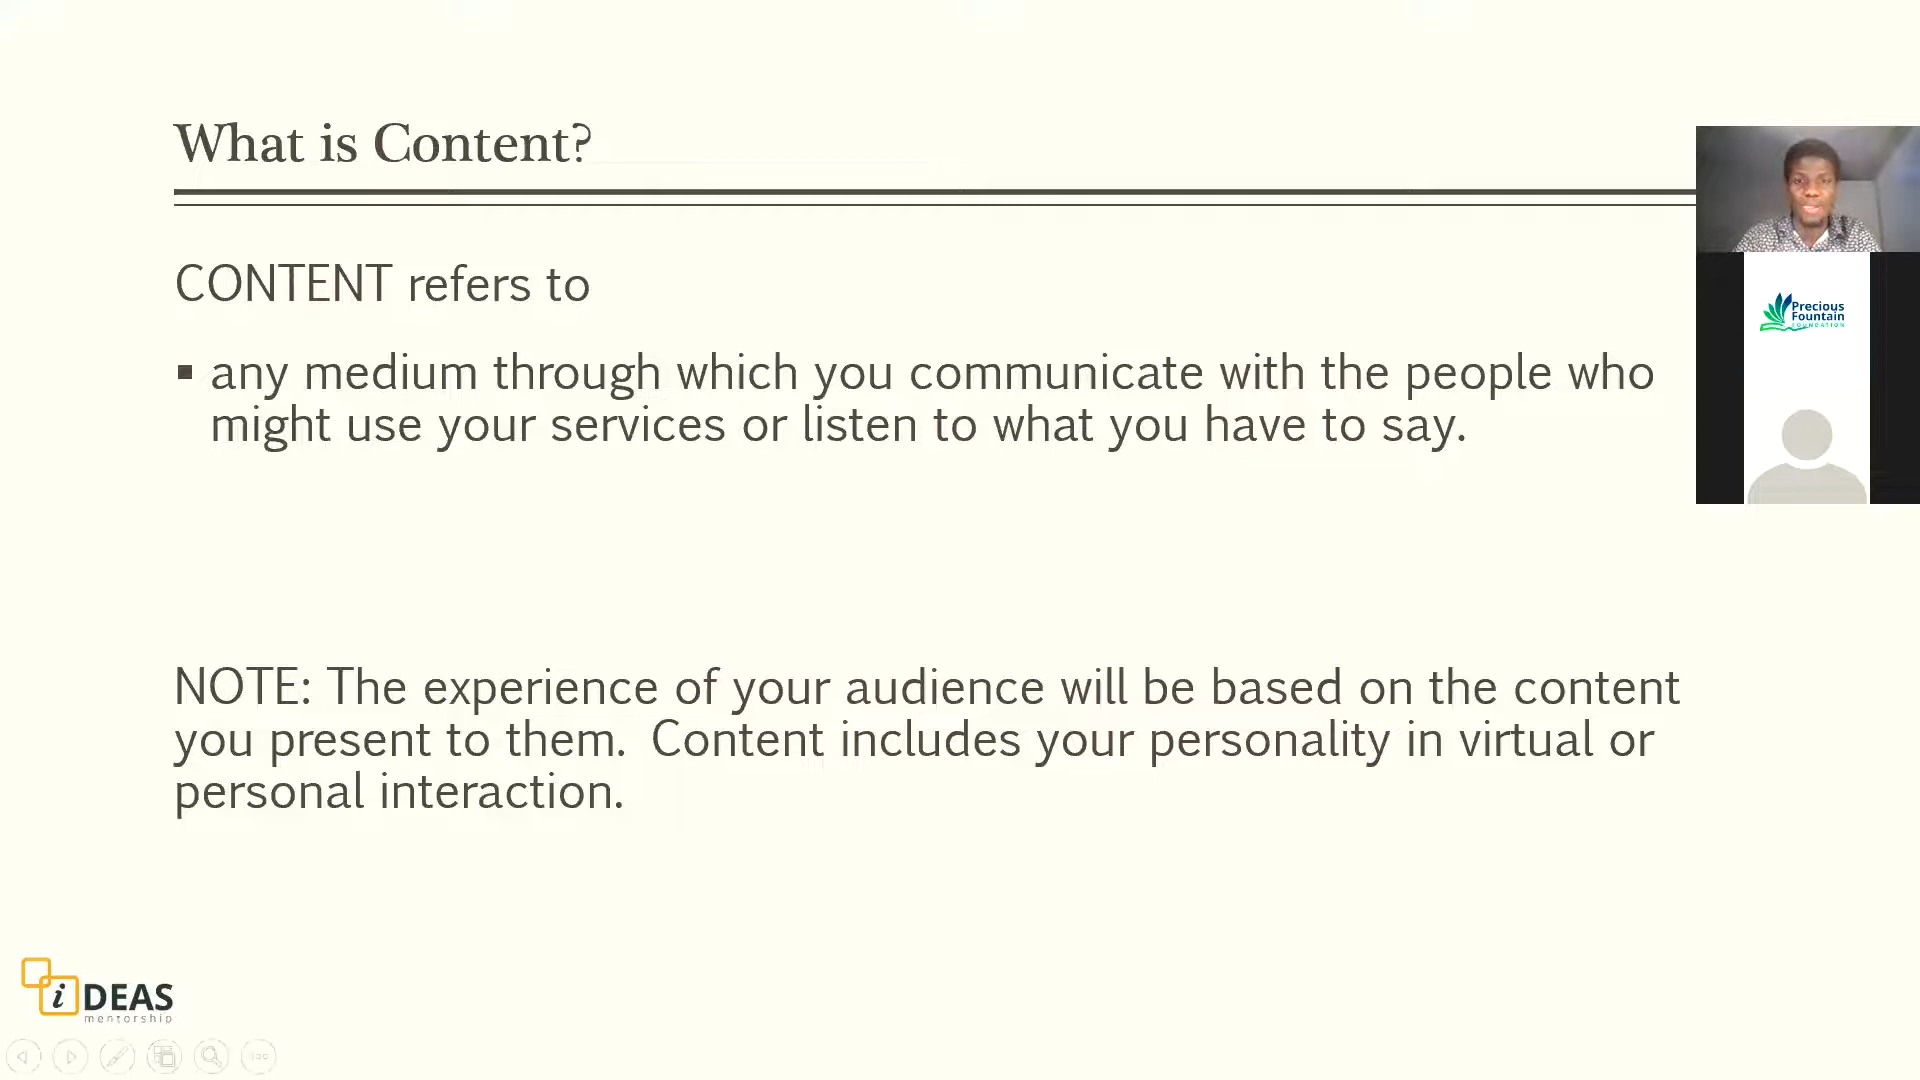 What is Content?
CONTENT refers to
▪ any medium through which you communicate with the people who
might use your services or listen to what you have to say.
Precious
Fountain
FOUNDATION
NOTE: The experience of your audience will be based on the content
you present to them.  Content includes your personality in virtual or
personal interaction.
iDEAS
mentorship